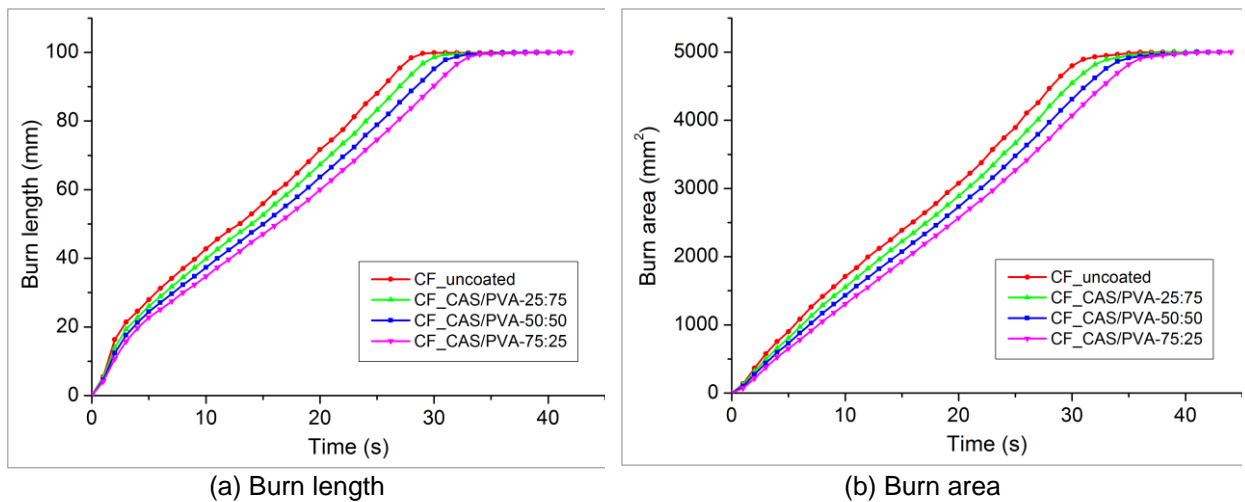 100
80
60
40
20
0
Burn length (mm)
CF_uncoated
CF_CAS/PVA-25:75
CF_CAS/PVA-50:50
CF_CAS/PVA-75:25
0 10 20 30 40
Time (s)
(a) Burn length
5000
4000
3000
2000
1000
0
Burn area (mm²)
CF_uncoated
CF_CAS/PVA-25:75
CF_CAS/PVA-50:50
CF_CAS/PVA-75:25
0 10 20 30 40
Time (s)
(b) Burn area